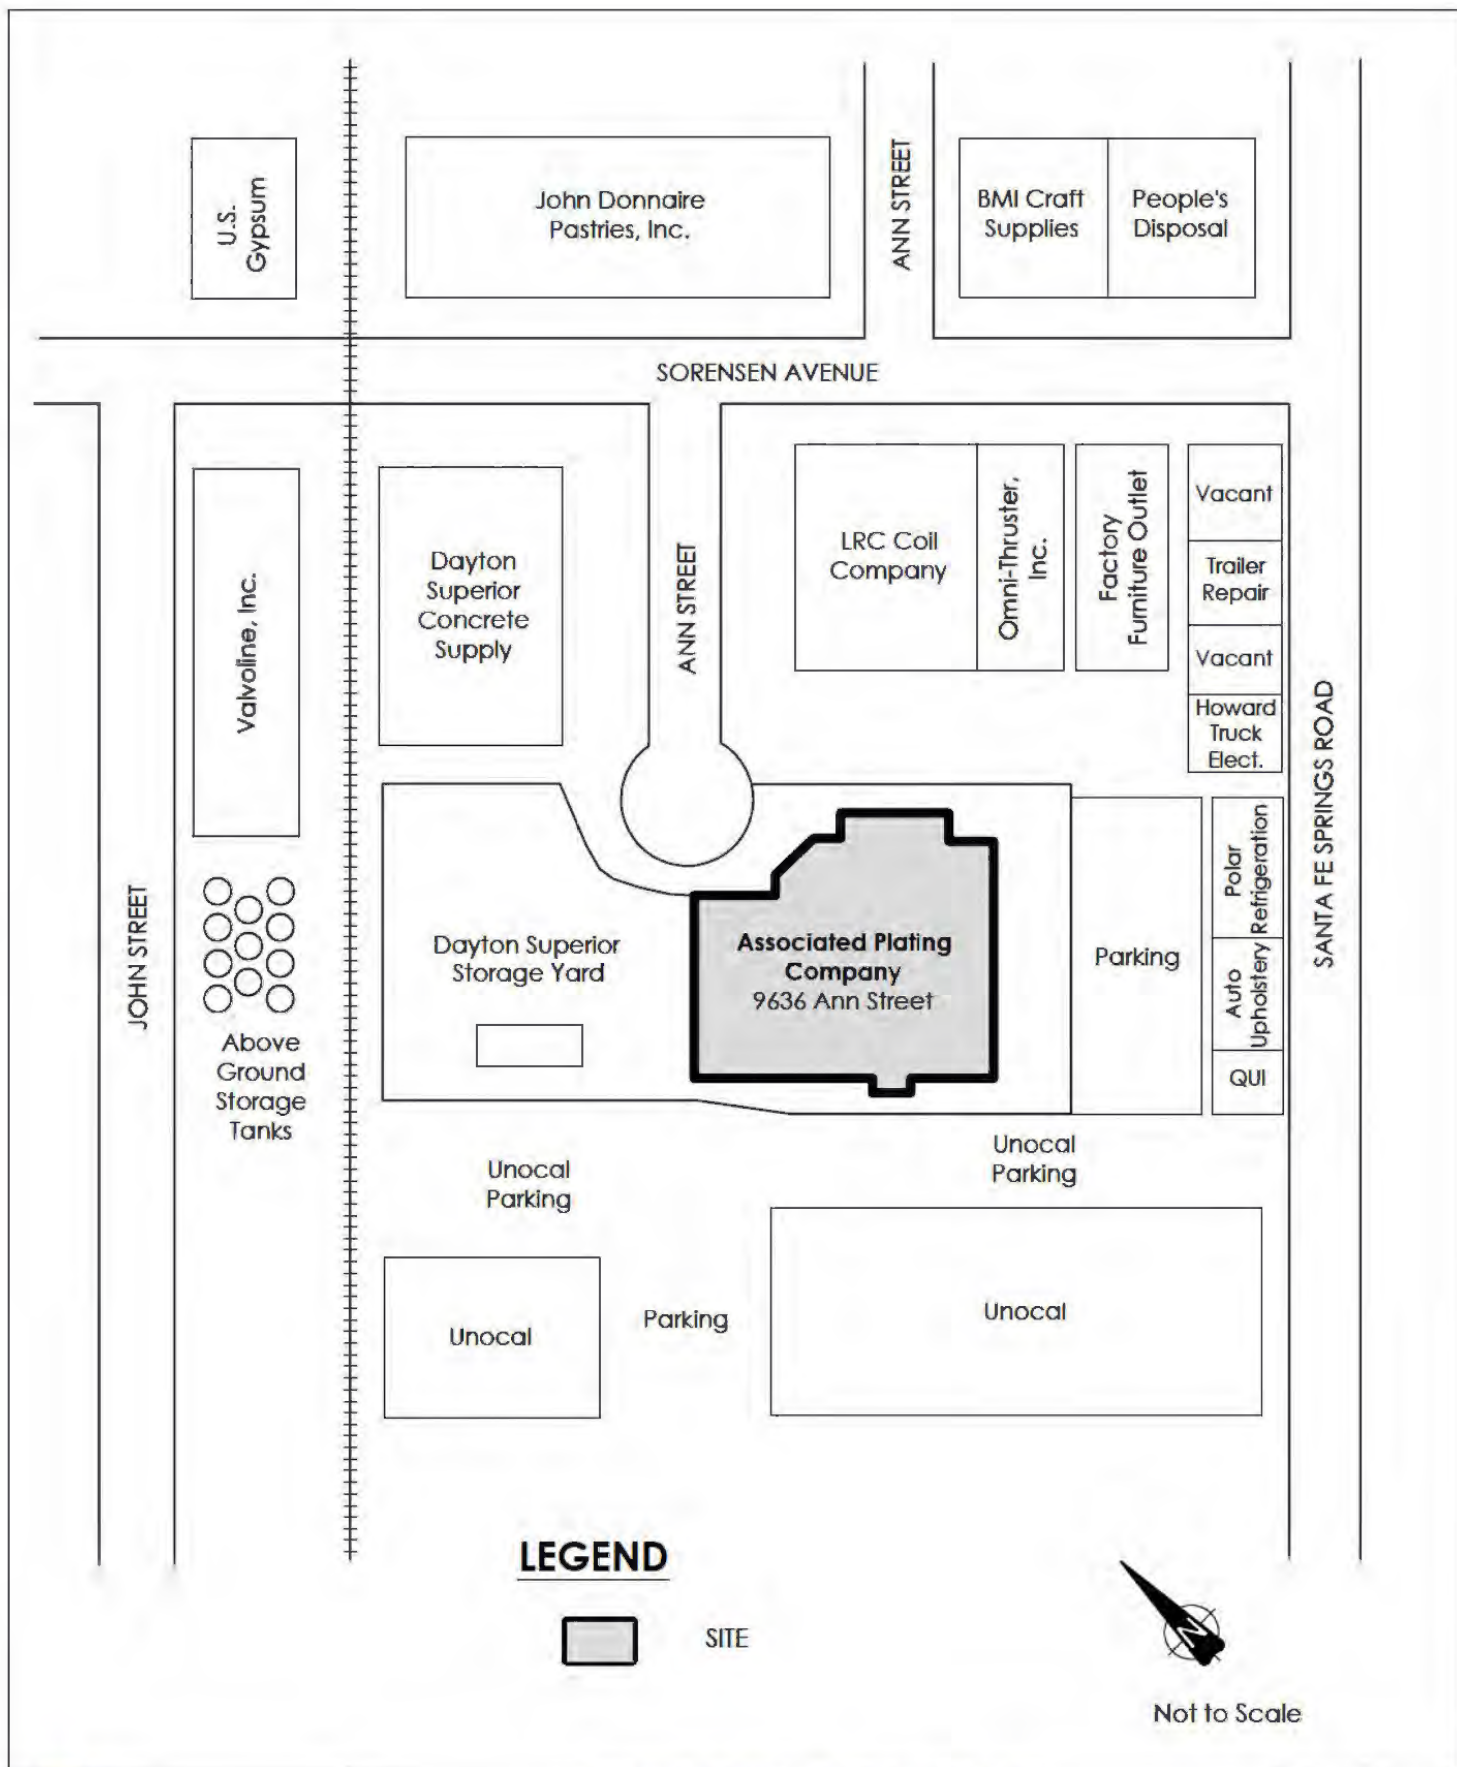 U.S.
Gypsum
John Donnaire
Pastries, Inc.
ANN STREET
BMI Craft
Supplies
People's
Disposal
SORENSEN AVENUE
Valvoline, Inc.
Dayton
Superior
Concrete
Supply
ANN STREET
LRC Coil
Company
Omni-Thruster,
Inc.
Factory
Furniture Outlet
Vacant
Trailer
Repair
Vacant
Howard
Truck
Elect.
SANTA FE SPRINGS ROAD
JOHN STREET
Above
Ground
Storage
Tanks
Dayton Superior
Storage Yard
Associated Plating
Company
9636 Ann Street
Parking
Polar
Refrigeration
Auto
Upholstery
QUI
Unocal
Parking
Unocal
Parking
Unocal
Parking
Unocal
LEGEND
SITE
N
Not to Scale